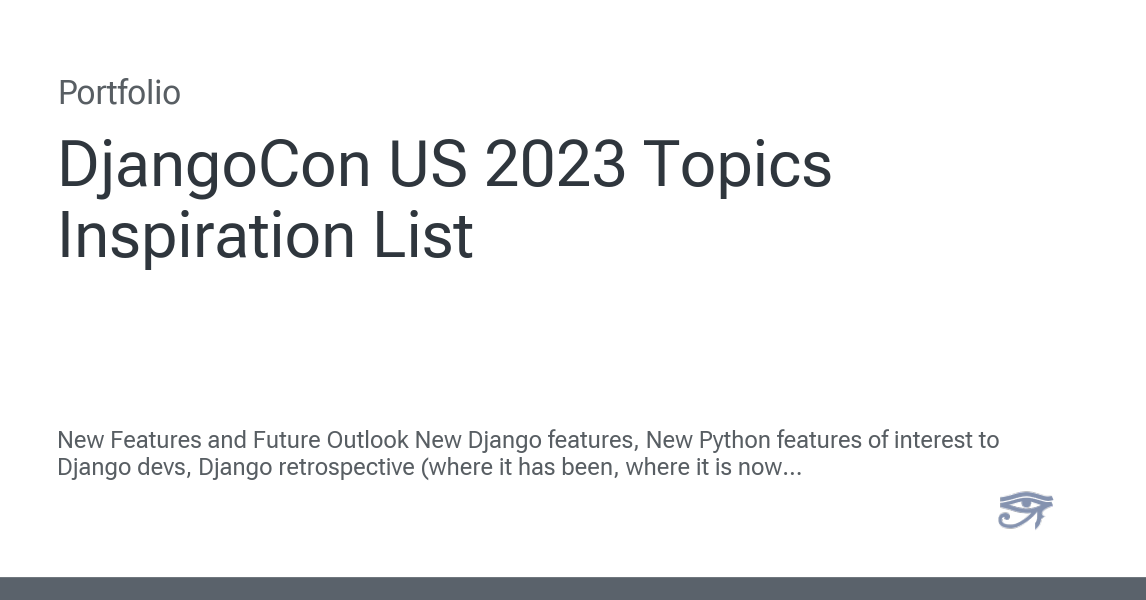 Portfolio
DjangoCon US 2023 Topics
Inspiration List
New Features and Future Outlook New Django features, New Python features of interest to
Django devs, Django retrospective (where it has been, where it is now...